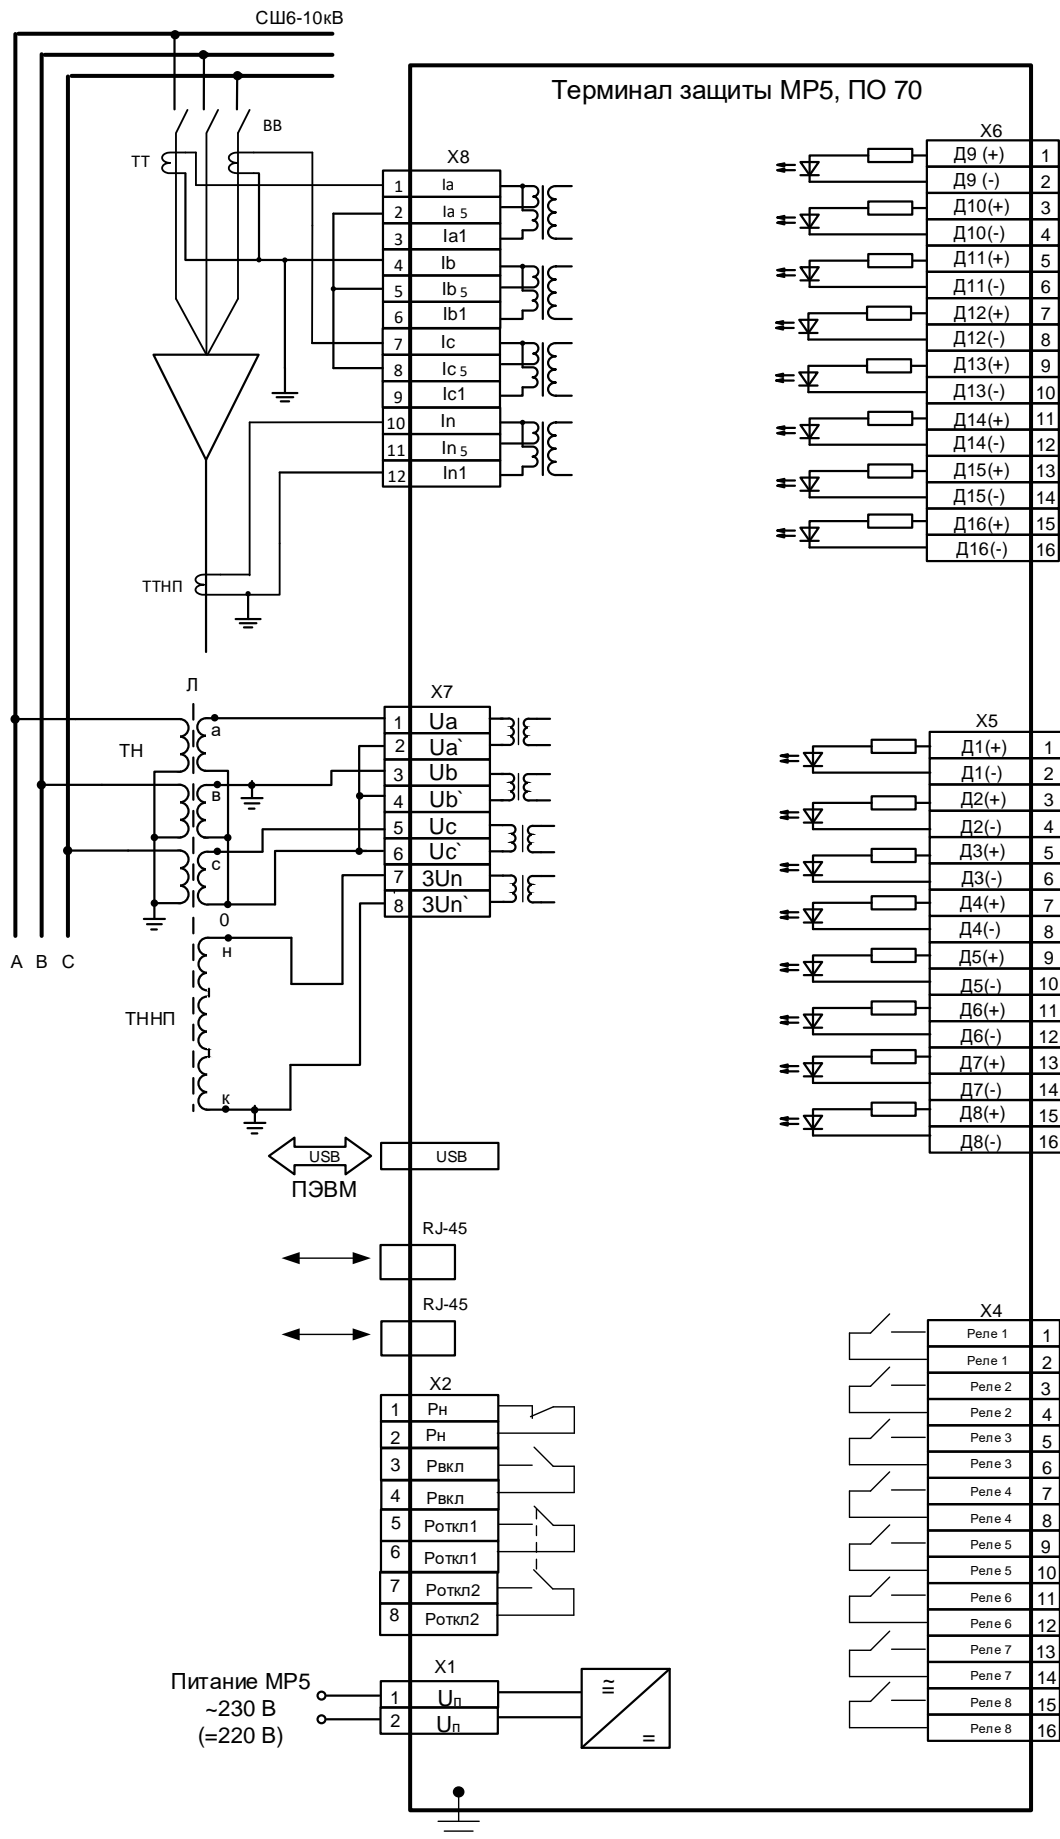 СШ6-10кВ
Терминал защиты МР5, ПО 70
ВВ
ТТ
X8
1 Ia
2 Ia 5
3 Ia1
4 Ib
5 Ib 5
6 Ib1
7 Ic
8 Ic 5
9 Ic1
10 In
11 In 5
12 In1
ТТНП
X6
Д9 (+) 1
Д9 (-) 2
Д10(+) 3
Д10(-) 4
Д11(+) 5
Д11(-) 6
Д12(+) 7
Д12(-) 8
Д13(+) 9
Д13(-) 10
Д14(+) 11
Д14(-) 12
Д15(+) 13
Д15(-) 14
Д16(+) 15
Д16(-) 16
Л
ТН
а
в
с
0
н
ТННП
к
A B C
X7
1 Ua
2 Ua`
3 Ub
4 Ub`
5 Uc
6 Uc`
7 3Un
8 3Un`
X5
Д1(+) 1
Д1(-) 2
Д2(+) 3
Д2(-) 4
Д3(+) 5
Д3(-) 6
Д4(+) 7
Д4(-) 8
Д5(+) 9
Д5(-) 10
Д6(+) 11
Д6(-) 12
Д7(+) 13
Д7(-) 14
Д8(+) 15
Д8(-) 16
USB
USB
ПЭВМ
RJ-45
RJ-45
X2
1 Рн
2 Рн
3 Рвкл
4 Рвкл
5 Роткл1
6 Роткл1
7 Роткл2
8 Роткл2
X4
Реле 1 1
Реле 1 2
Реле 2 3
Реле 2 4
Реле 3 5
Реле 3 6
Реле 4 7
Реле 4 8
Реле 5 9
Реле 5 10
Реле 6 11
Реле 6 12
Реле 7 13
Реле 7 14
Реле 8 15
Реле 8 16
Питание МР5
~230 В
(=220 В)
X1
1 Uп
2 Uп
≅
=